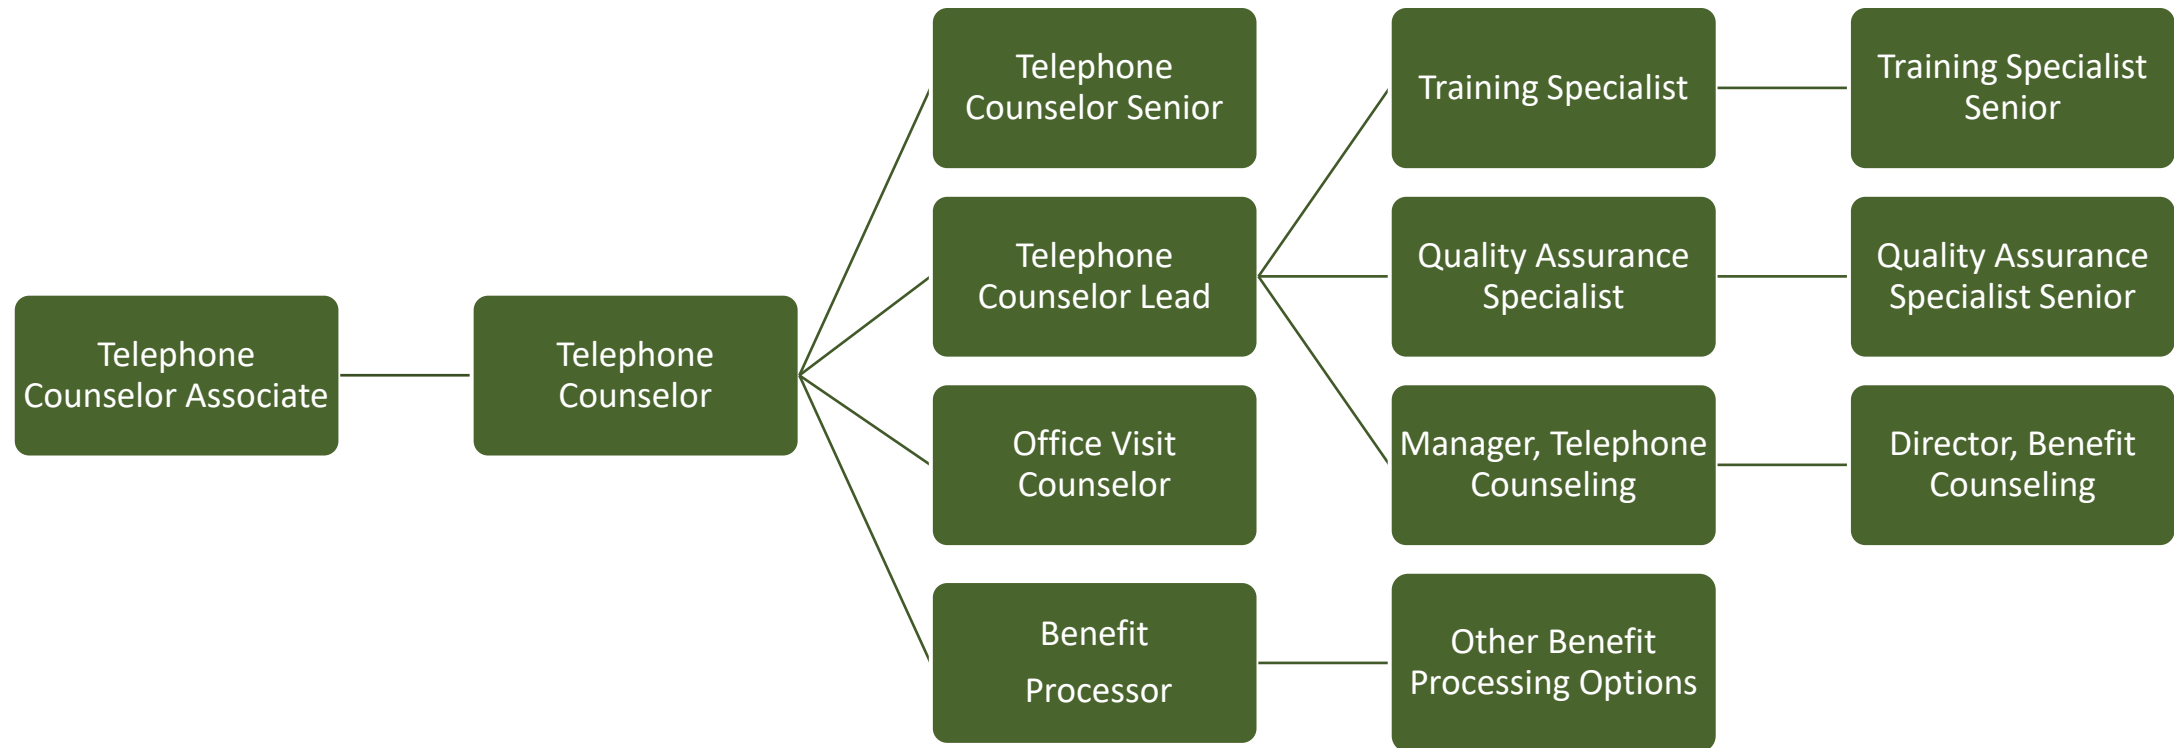 Telephone
Counselor Associate
Telephone
Counselor
Telephone
Counselor Senior
Telephone
Counselor Lead
Office Visit
Counselor
Benefit
Processor
Training Specialist
Quality Assurance
Specialist
Manager, Telephone
Counseling
Other Benefit
Processing Options
Training Specialist
Senior
Quality Assurance
Specialist Senior
Director, Benefit
Counseling